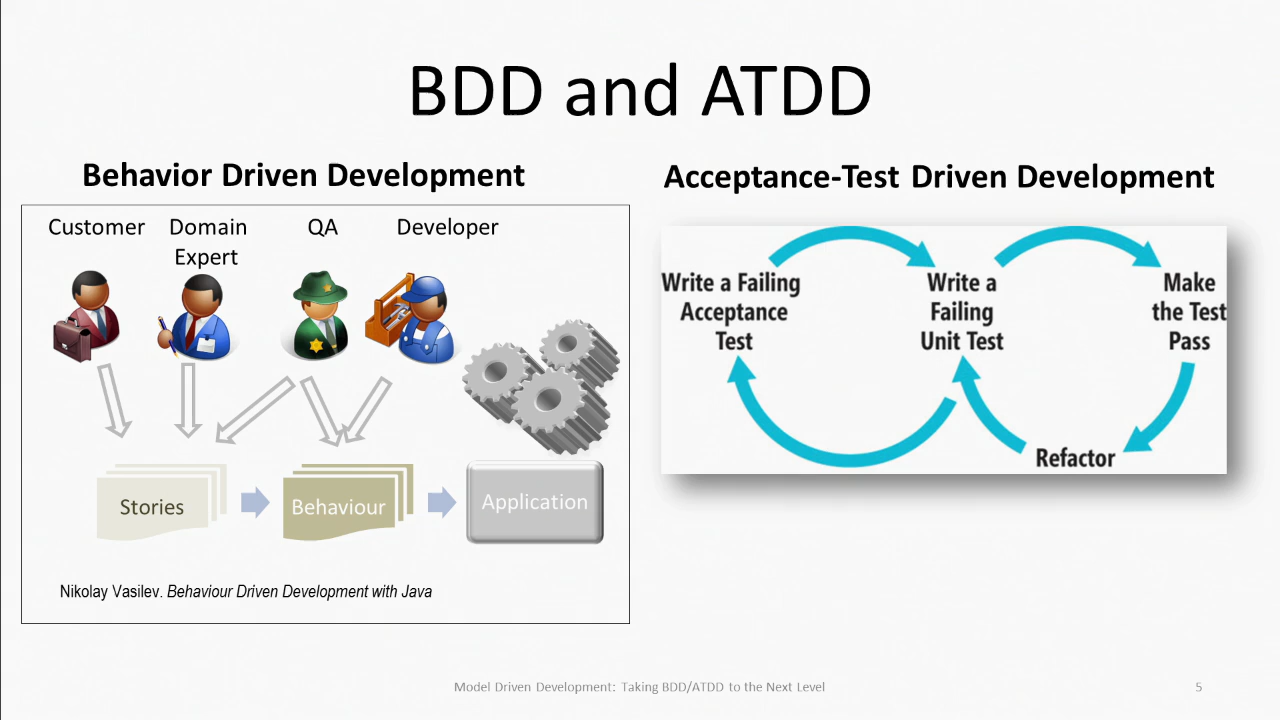 BDD and ATDD
Behavior Driven Development
Customer
Domain
Expert
QA
Developer
Stories
Behaviour
Application
Nikolay Vasilev. Behaviour Driven Development with Java
Acceptance-Test Driven Development
Write a Failing
Acceptance
Test
Write a
Failing
Unit Test
Make
the Test
Pass
Refactor
Model Driven Development: Taking BDD/ATDD to the Next Level
5